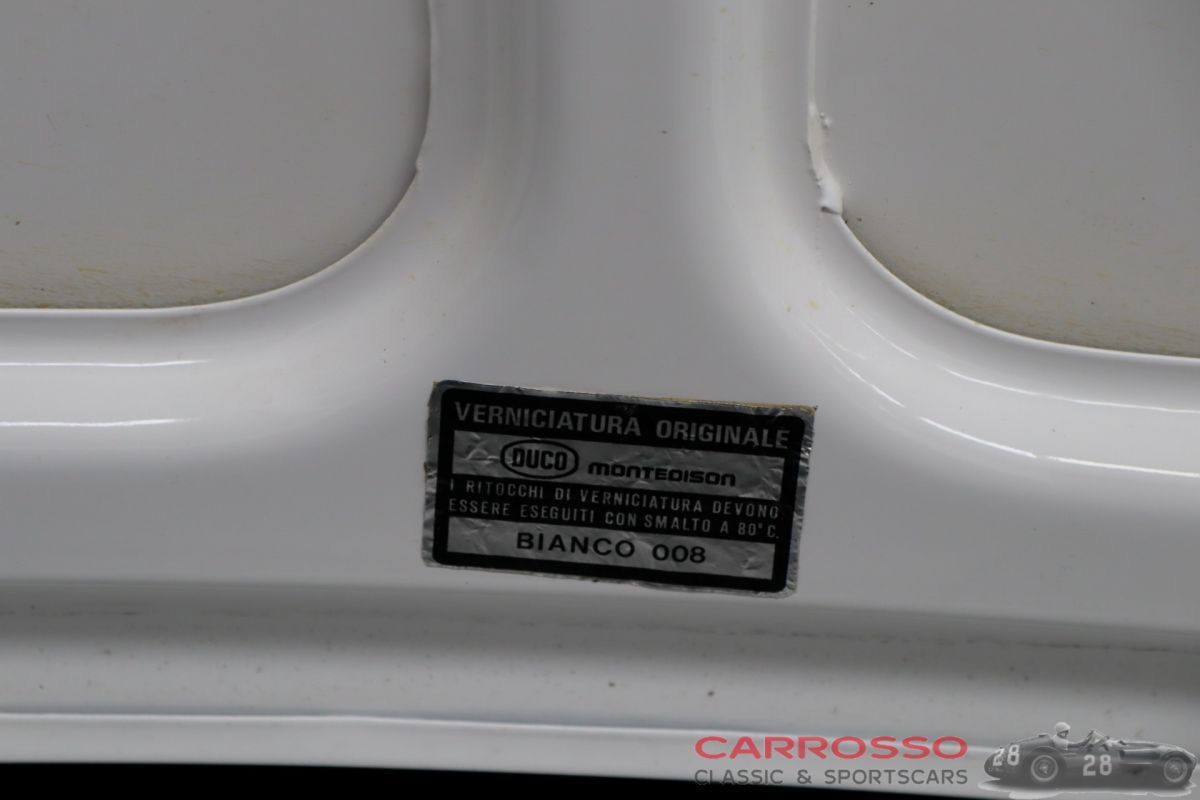 VERNICIATURA ORIGINALE
DUCO MONTEDISON
I RITOCCHI DI VERNICIATURA DEVONO
ESSERE ESEGUITI CON SMALTO A 80° C.
BIANCO 008
CARROSSO
CLASSIC & SPORTSCARS
28 28